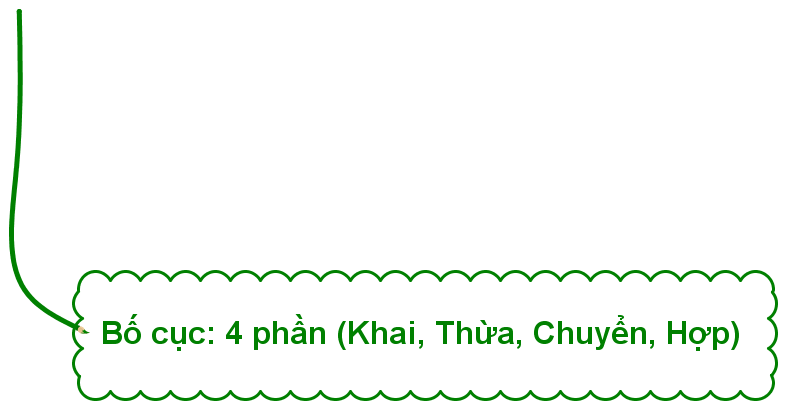 Bố cục: 4 phần (Khai, Thừa, Chuyển, Hợp)